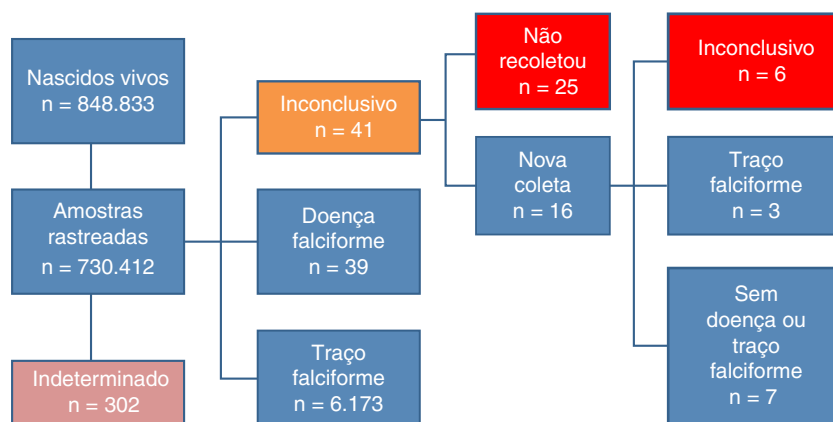 Nascidos vivos
n = 848.833
Amostras
rastreadas
n = 730.412
Indeterminado
n = 302
Inconclusivo
n = 41
Doença
falciforme
n = 39
Traço
falciforme
n = 6.173
Não
recoletou
n = 25
Nova
coleta
n = 16
Inconclusivo
n = 6
Traço
falciforme
n = 3
Sem
doença ou
traço
falciforme
n = 7